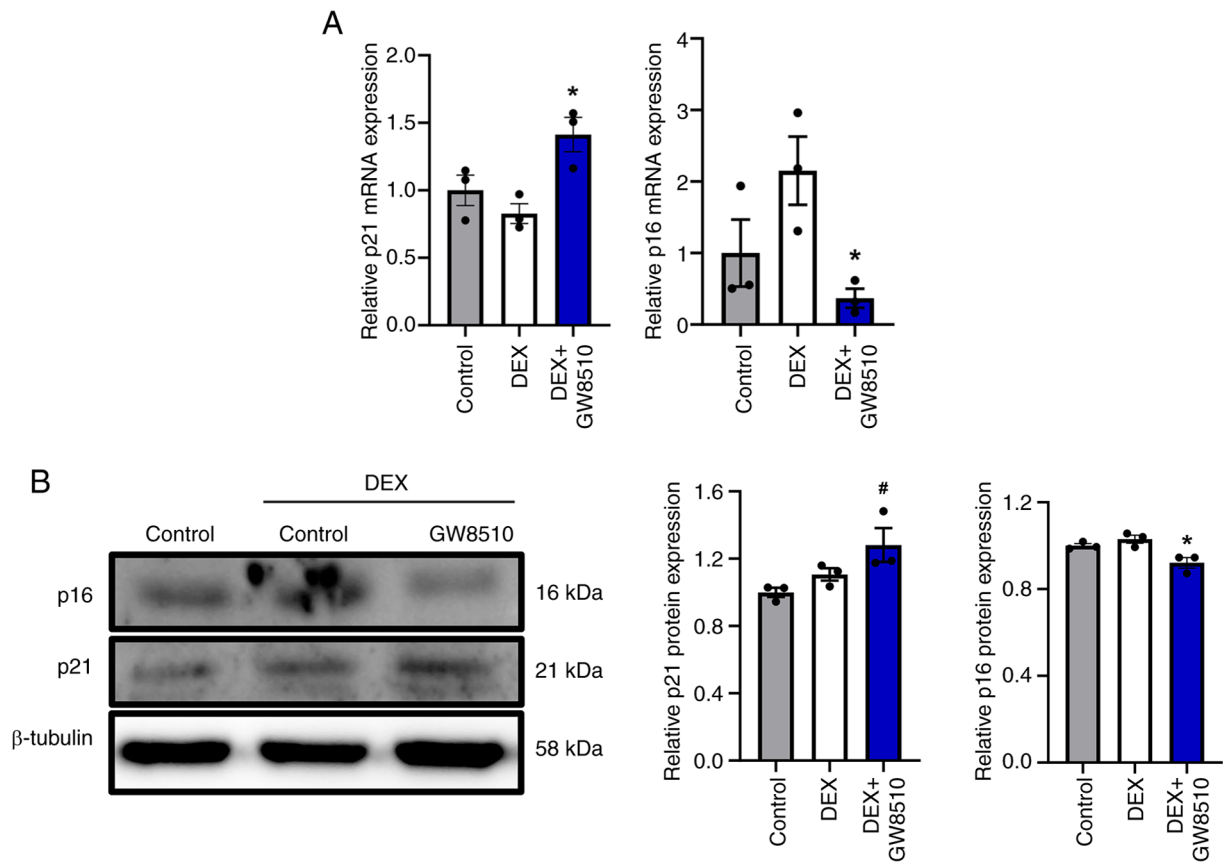 A
Relative p21 mRNA expression
2.0
1.5
1.0
0.5
0.0
*
Control
DEX
DEX+
GW8510
Relative p16 mRNA expression
4
3
2
1
0
*
Control
DEX
DEX+
GW8510
B
DEX
Control
Control
GW8510
p16
16 kDa
p21
21 kDa
β-tubulin
58 kDa
Relative p21 protein expression
1.6
1.2
0.8
0.4
0.0
#
Control
DEX
DEX+
GW8510
Relative p16 protein expression
1.2
0.8
0.4
0.0
*
Control
DEX
DEX+
GW8510